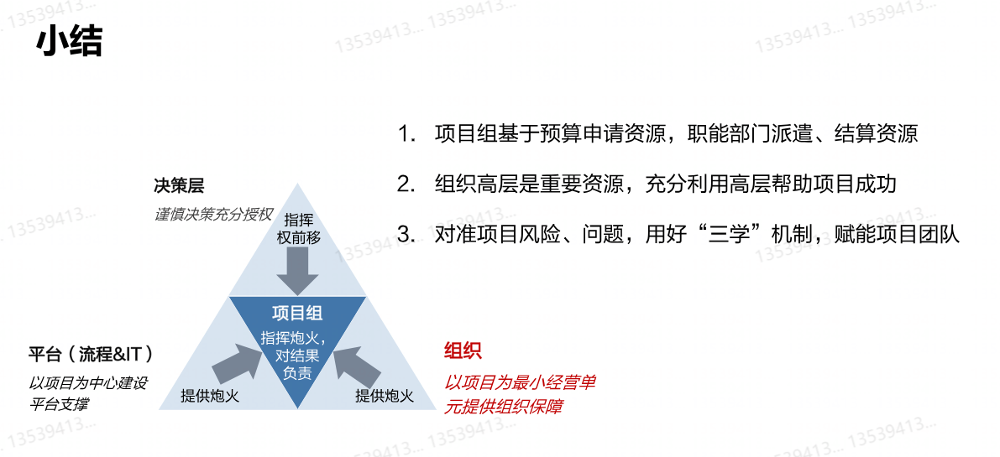 小结
1. 项目组基于预算申请资源，职能部门派遣、结算资源
2. 组织高层是重要资源，充分利用高层帮助项目成功
3. 对准项目风险、问题，用好“三学”机制，赋能项目团队
决策层
谨慎决策充分授权
指挥
权前移
项目组
指挥炮火，
对结果
负责
平台（流程&IT）
以项目为中心建设
平台支撑
提供炮火
提供炮火
组织
以项目为最小经营单
元提供组织保障
13539413...
13539413...
13539413...
13539413...
13539413...
13539413...
13539413...
13539413...
13539413...
13539413...
13539413...
13539413...